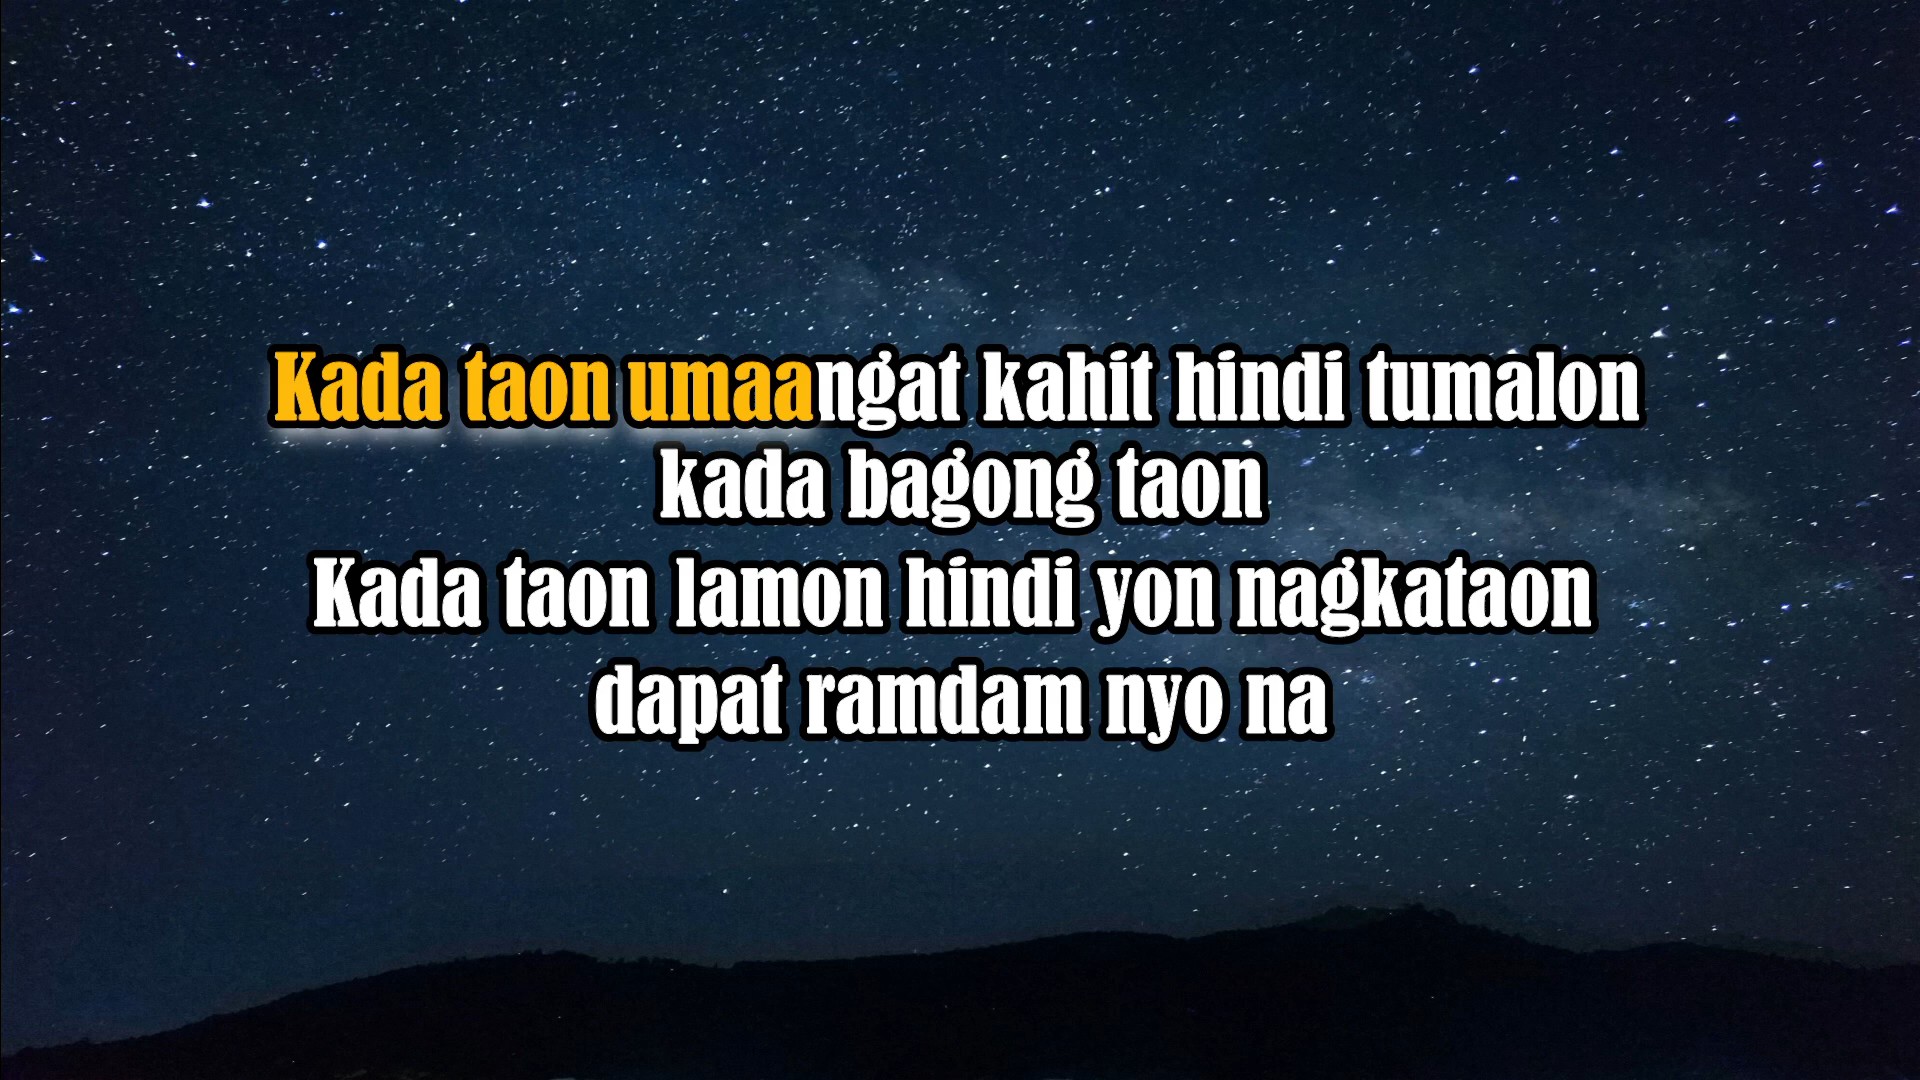 Kada taon umaangat kahit hindi tumalon
kada bagong taon
Kada taon lamon hindi yon nagkataon
dapat ramdam nyo na